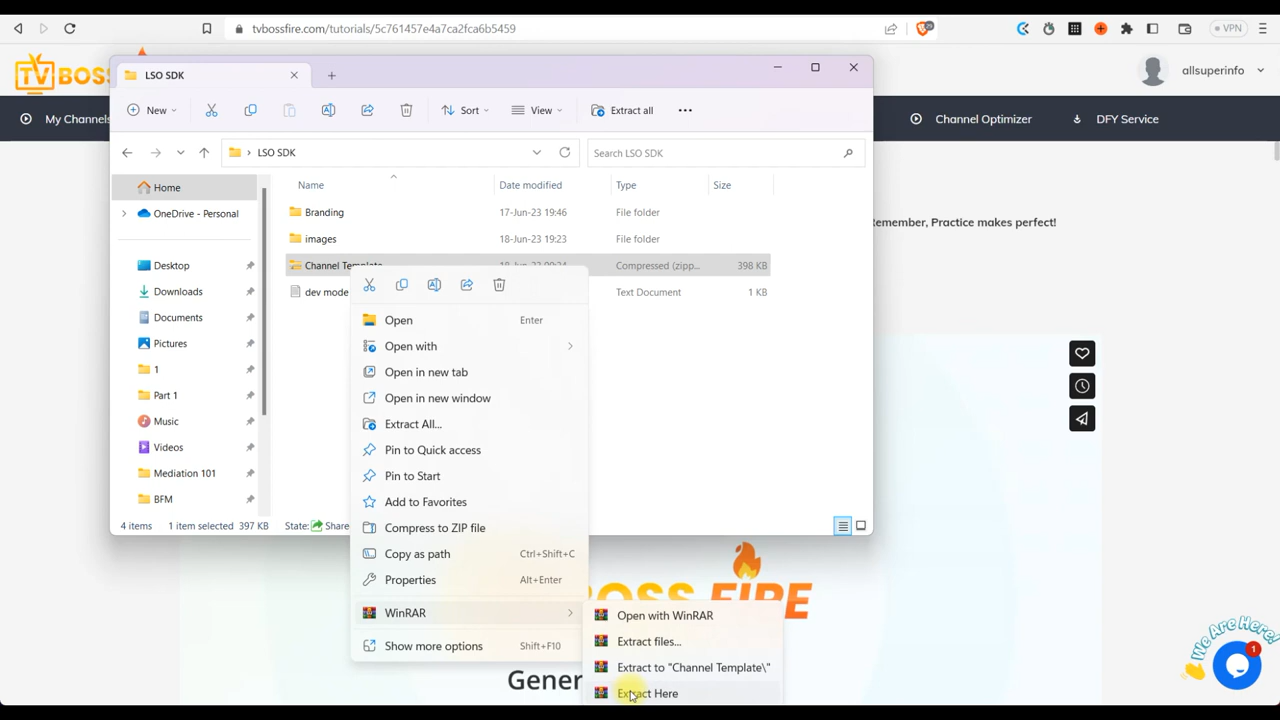 tvbossfire.com/tutorials/5c761457e4a7ca2fca6b5459
VPN
TV BOSS
allsuperinfo
My Channels
Channel Optimizer
DFY Service
LSO SDK
New
Sort
View
Extract all
LSO SDK
Search LSO SDK
Name
Date modified
Type
Size
Home
OneDrive - Personal
Desktop
Downloads
Documents
Pictures
1
Part 1
Music
Videos
Mediation 101
BFM
Branding 17-Jun-23 19:46 File folder
images 18-Jun-23 19:23 File folder
Channel Template Compressed (zipp... 398 KB
dev mode Text Document 1 KB
Remember, Practice makes perfect!
Open Enter
Open with
Open in new tab
Open in new window
Extract All...
Pin to Quick access
Pin to Start
Add to Favorites
Compress to ZIP file
Copy as path Ctrl+Shift+C
Properties Alt+Enter
WinRAR
Show more options Shift+F10
Open with WinRAR
Extract files...
Extract to "Channel Template\"
Extract Here
4 items 1 item selected 397 KB State: Share
BOSS FIRE
Gener
We Are Here!
1